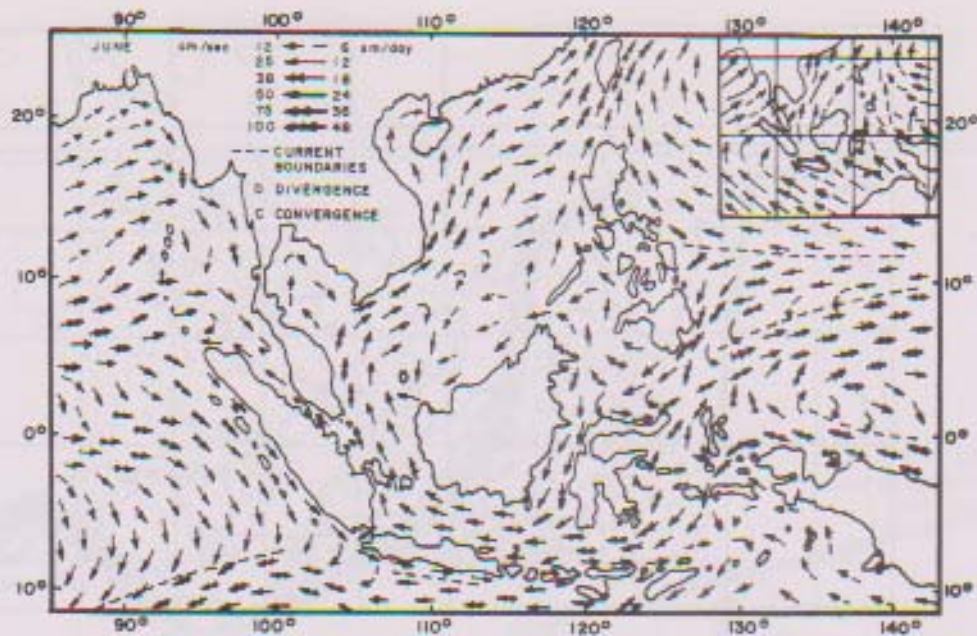 90° 100° 110° 120° 130° 140°
JUNE cm/sec 12 6 nm/day
25 12
38 18
50 24
75 36
100 48
CURRENT
BOUNDARIES
D DIVERGENCE
C CONVERGENCE
20° 20°
10° 10°
D
0° 0°
10° 10°
90° 100° 110° 120° 130° 140°